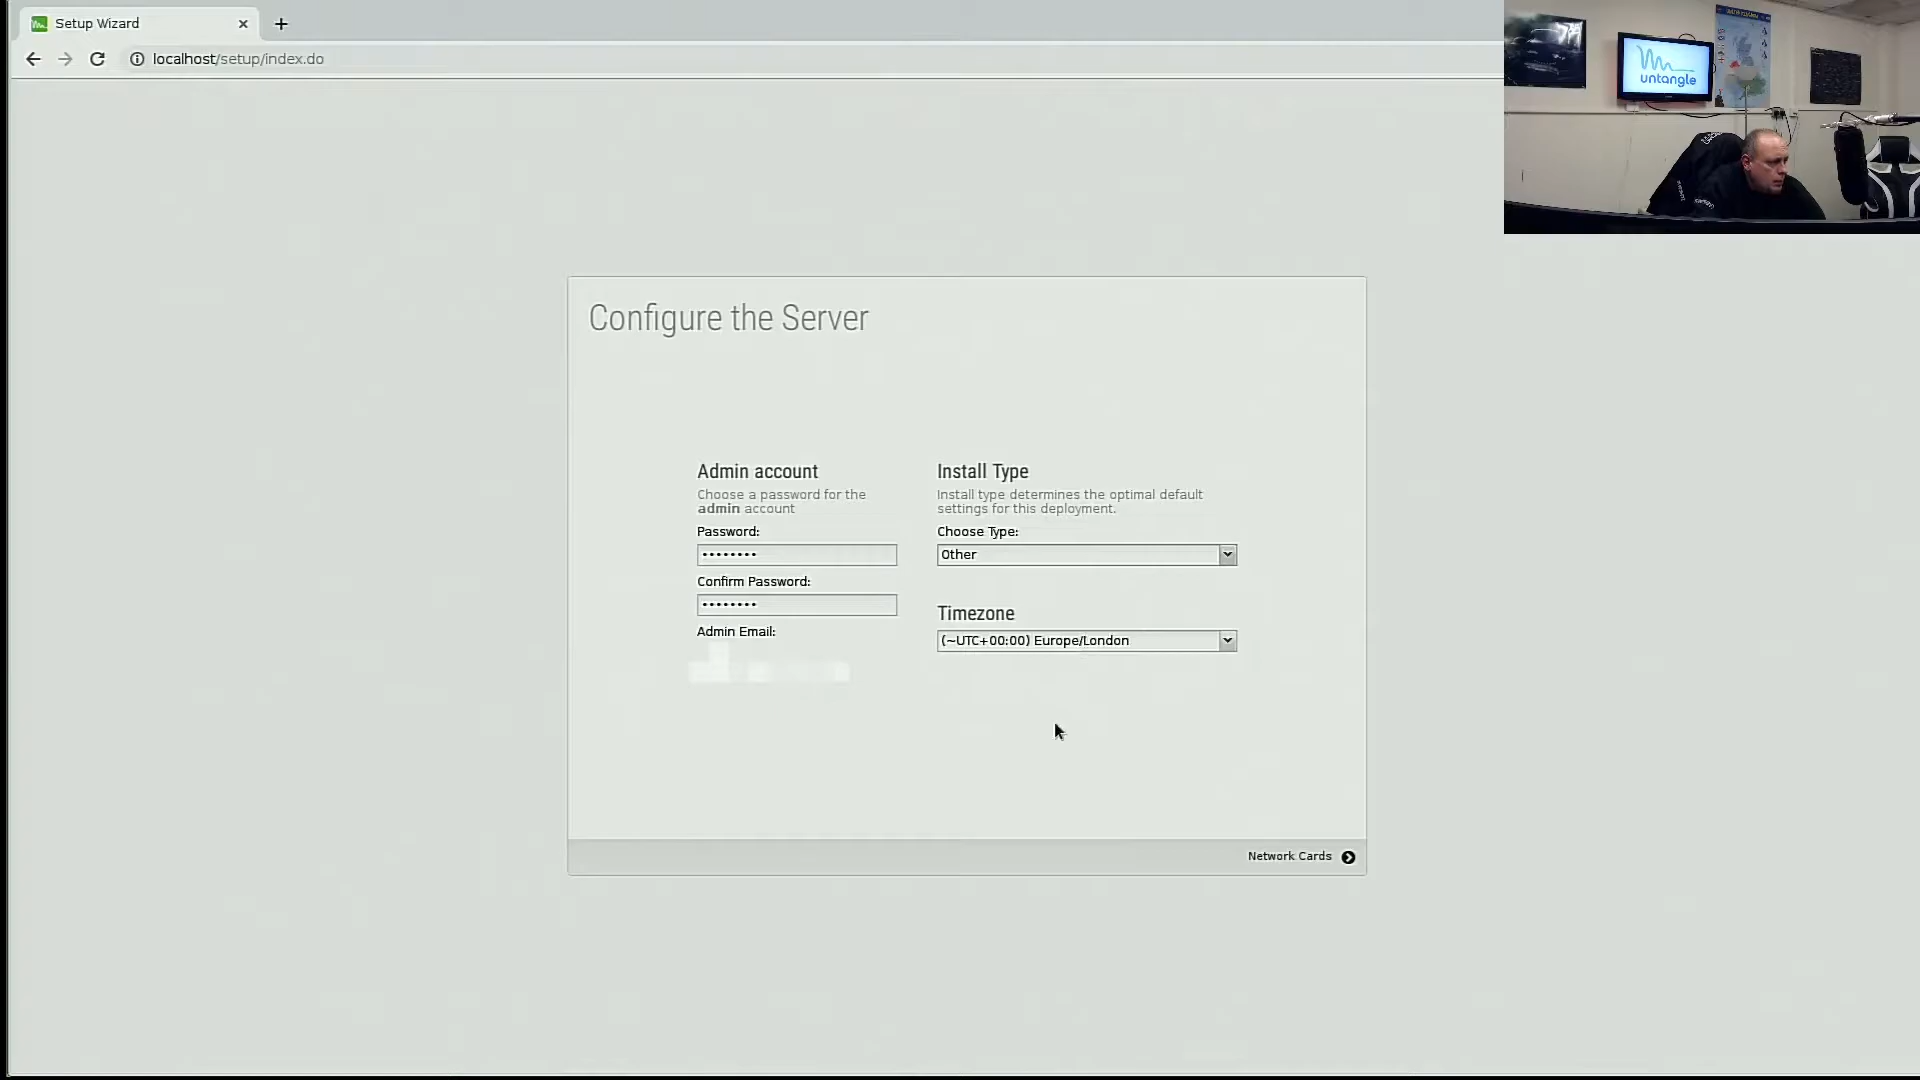 Setup Wizard
localhost/setup/index.do
untangle
Configure the Server
Admin account
Choose a password for the
admin account
Password:
••••••••
Confirm Password:
••••••••
Admin Email:
Install Type
Install type determines the optimal default
settings for this deployment.
Choose Type:
Other
Timezone
(~UTC+00:00) Europe/London
Network Cards